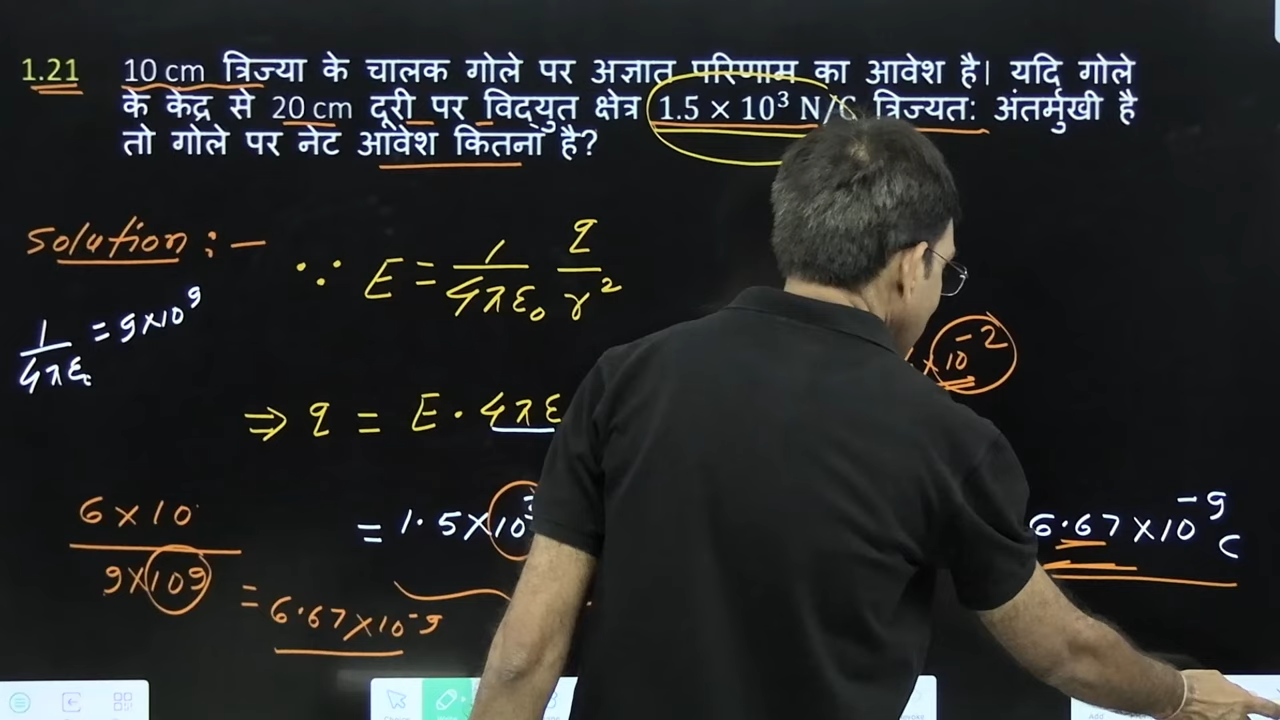 1.21 10 cm त्रिज्या के चालक गोले पर अज्ञात परिणाम का आवेश है। यदि गोले
के केंद्र से 20 cm दूरी पर विद्युत क्षेत्र 1.5 × 10³ N/C त्रिज्यत: अंतर्मुखी है
तो गोले पर नेट आवेश कितना है?
Solution :-
∵ E = 1/4πε₀ q/r²
1/4πε₀ = 9×10⁹
×10⁻²
⇒ q = E · 4πε
6×10
9×10⁹ = 6.67×10⁻⁹
= 1.5×10³
6.67×10⁻⁹ C